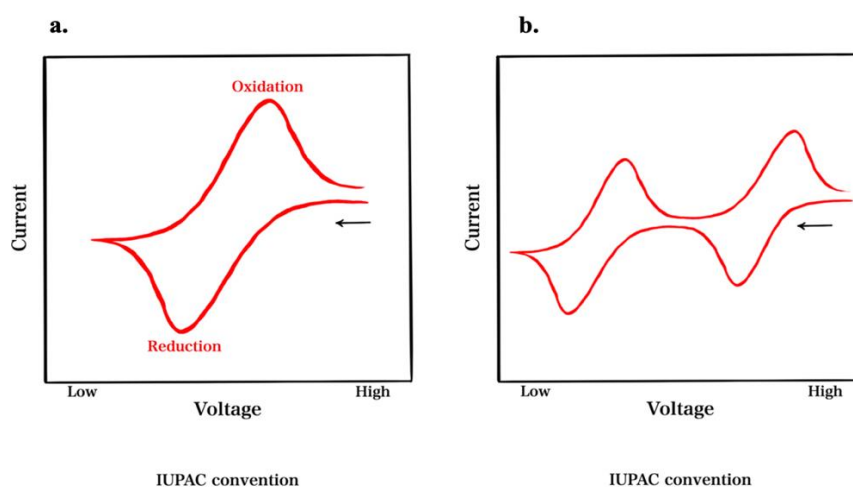 a.
Oxidation
Current
Reduction
Low
High
Voltage
IUPAC convention
b.
Current
Low
High
Voltage
IUPAC convention